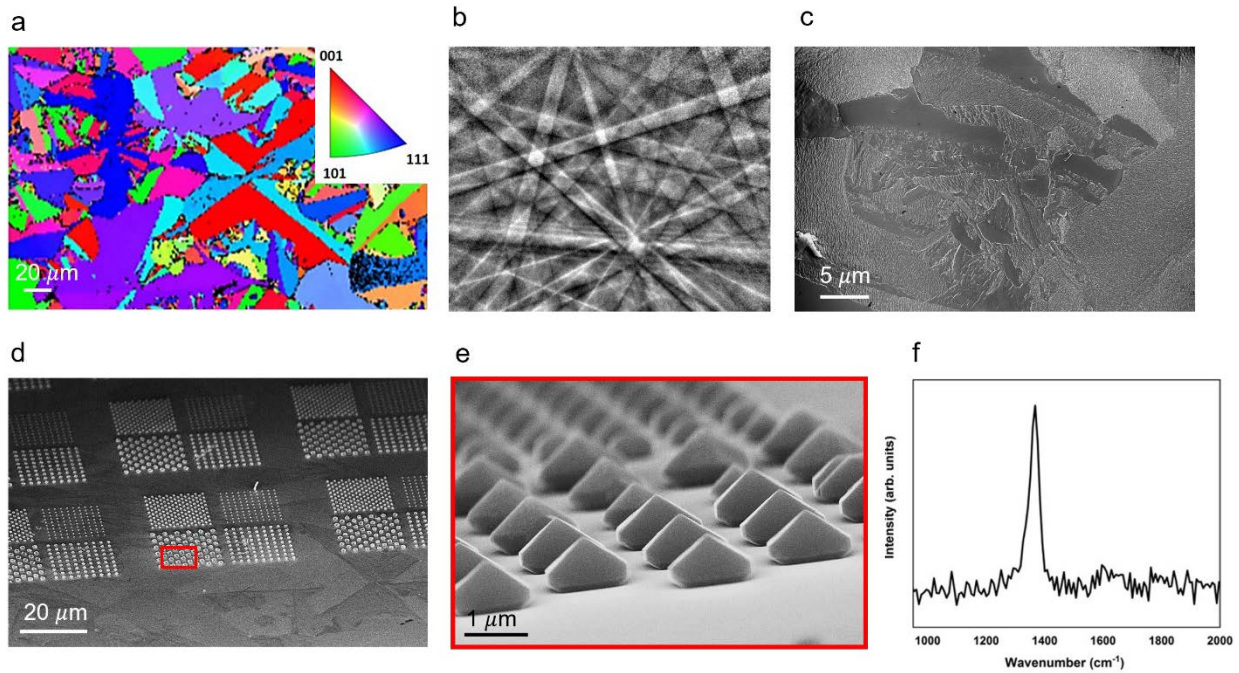 a
b
c
001
111
101
20 μm
5 μm
d
e
f
20 μm
1 μm
Intensity (arb. units)
1000 1200 1400 1600 1800 2000
Wavenumber (cm⁻¹)